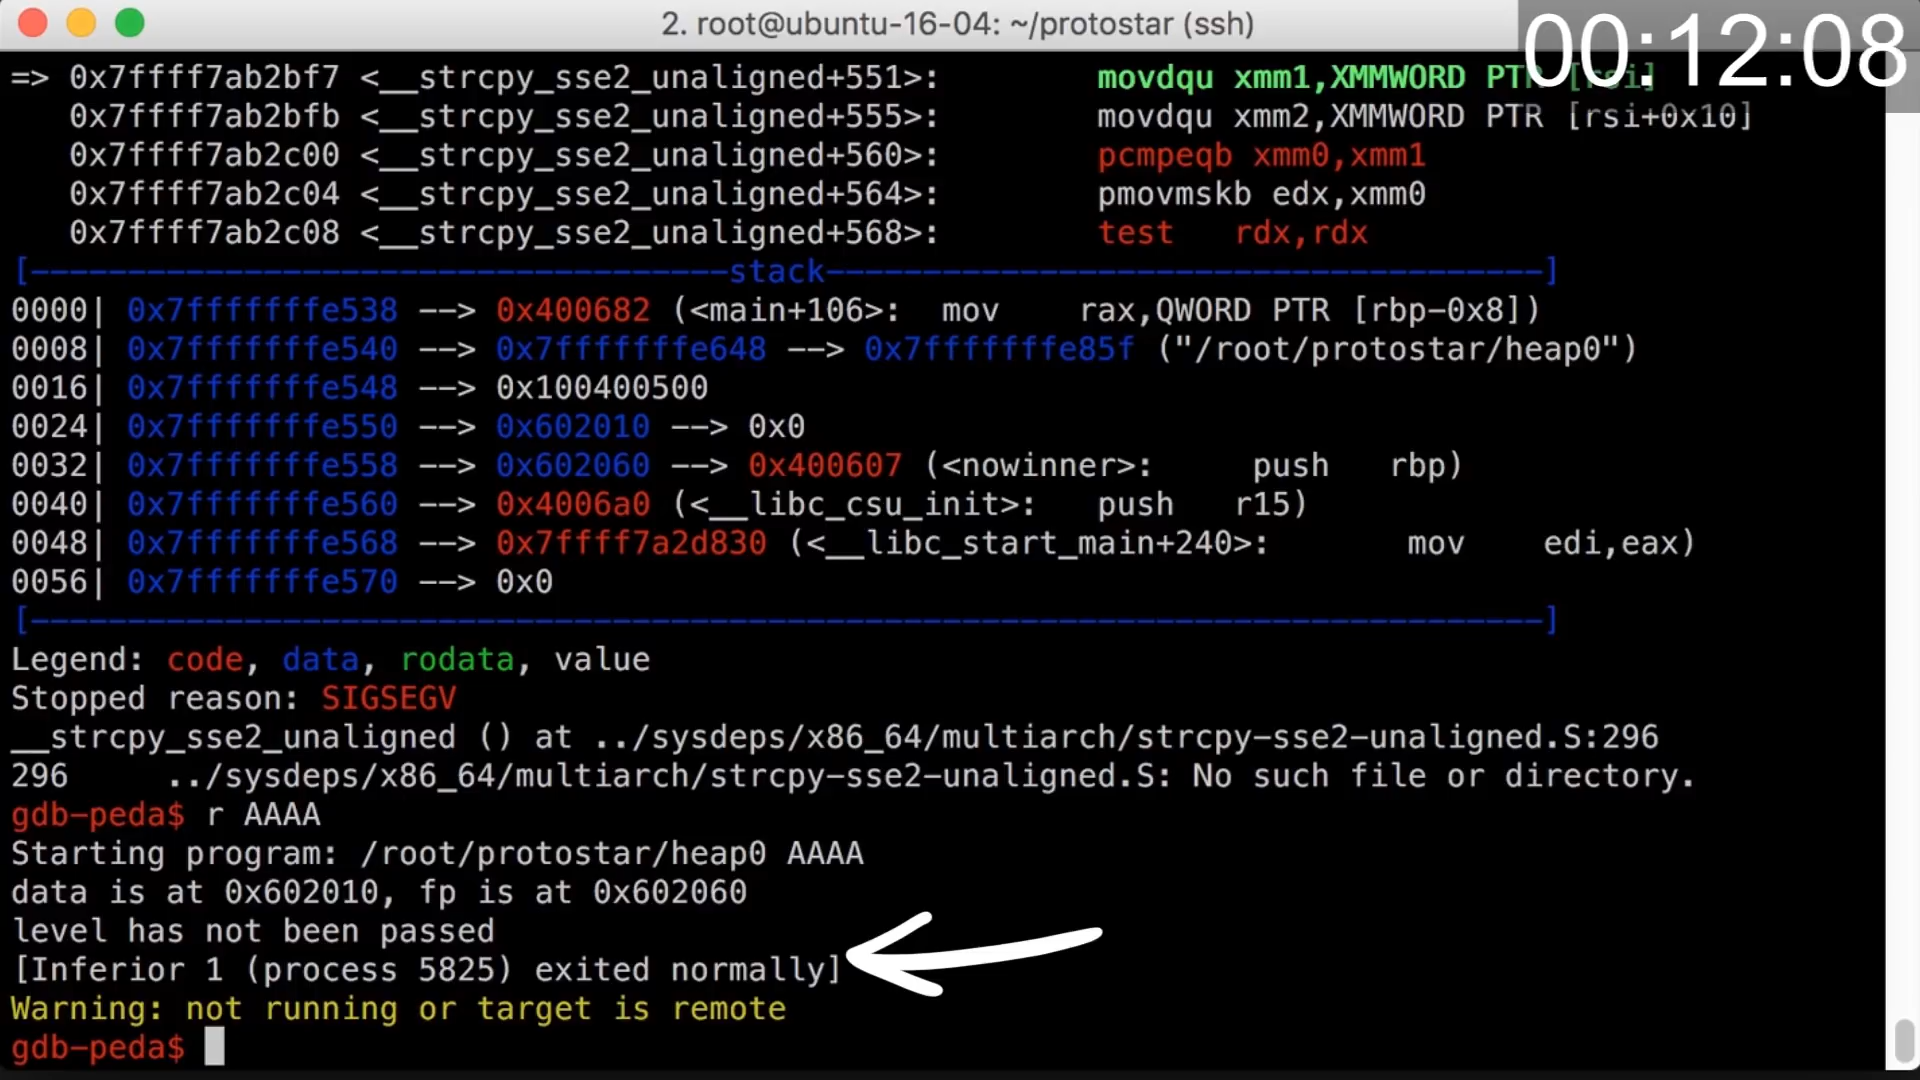 2. root@ubuntu-16-04: ~/protostar (ssh)
00:12:08
=> 0x7ffff7ab2bf7 <__strcpy_sse2_unaligned+551>: movdqu xmm1,XMMWORD PTR [rsi]
0x7ffff7ab2bfb <__strcpy_sse2_unaligned+555>: movdqu xmm2,XMMWORD PTR [rsi+0x10]
0x7ffff7ab2c00 <__strcpy_sse2_unaligned+560>: pcmpeqb xmm0,xmm1
0x7ffff7ab2c04 <__strcpy_sse2_unaligned+564>: pmovmskb edx,xmm0
0x7ffff7ab2c08 <__strcpy_sse2_unaligned+568>: test rdx,rdx
[------------------------------------stack-------------------------------------]
0000| 0x7fffffffe538 --> 0x400682 (<main+106>: mov rax,QWORD PTR [rbp-0x8])
0008| 0x7fffffffe540 --> 0x7fffffffe648 --> 0x7fffffffe85f ("/root/protostar/heap0")
0016| 0x7fffffffe548 --> 0x100400500
0024| 0x7fffffffe550 --> 0x602010 --> 0x0
0032| 0x7fffffffe558 --> 0x602060 --> 0x400607 (<nowinner>: push rbp)
0040| 0x7fffffffe560 --> 0x4006a0 (<__libc_csu_init>: push r15)
0048| 0x7fffffffe568 --> 0x7ffff7a2d830 (<__libc_start_main+240>: mov edi,eax)
0056| 0x7fffffffe570 --> 0x0
[------------------------------------------------------------------------------]
Legend: code, data, rodata, value
Stopped reason: SIGSEGV
__strcpy_sse2_unaligned () at ../sysdeps/x86_64/multiarch/strcpy-sse2-unaligned.S:296
296 ../sysdeps/x86_64/multiarch/strcpy-sse2-unaligned.S: No such file or directory.
gdb-peda$ r AAAA
Starting program: /root/protostar/heap0 AAAA
data is at 0x602010, fp is at 0x602060
level has not been passed
[Inferior 1 (process 5825) exited normally]
Warning: not running or target is remote
gdb-peda$